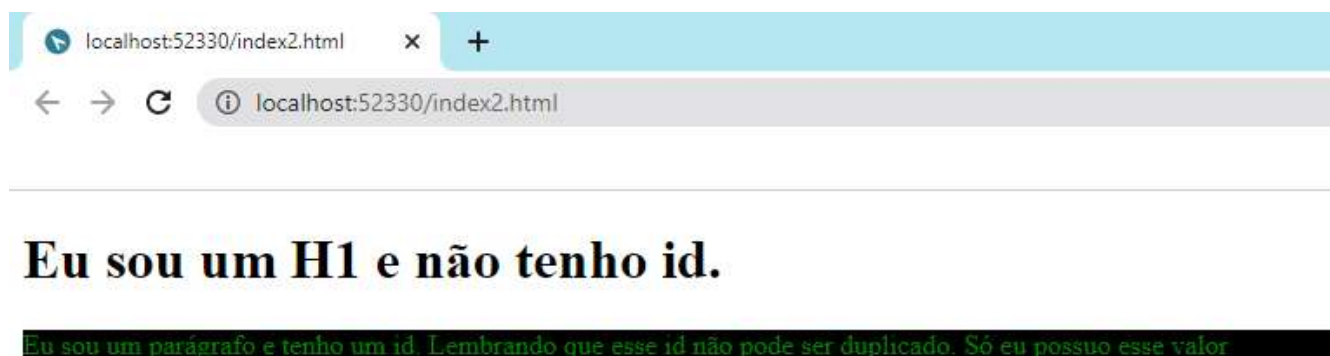 localhost:52330/index2.html
localhost:52330/index2.html
Eu sou um H1 e não tenho id.
Eu sou um parágrafo e tenho um id. Lembrando que esse id não pode ser duplicado. Só eu possuo esse valor